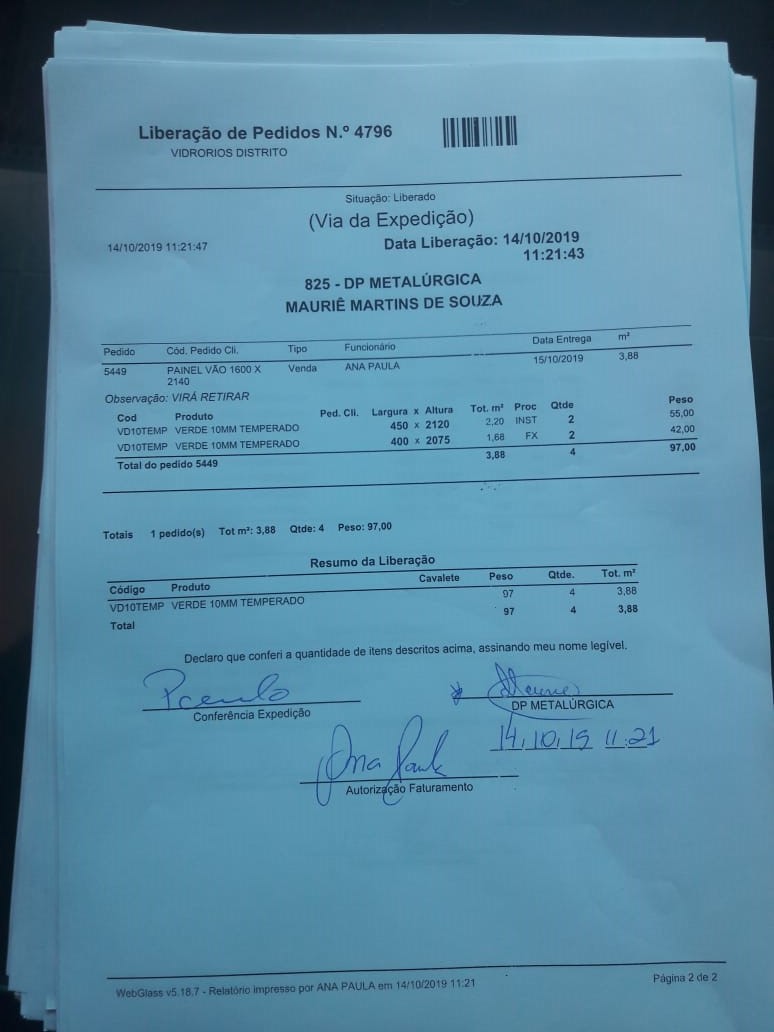 Liberação de Pedidos N.º 4796
VIDRORIOS DISTRITO
Situação: Liberado
(Via da Expedição)
14/10/2019 11:21:47
Data Liberação: 14/10/2019
11:21:43
825 - DP METALÚRGICA
MAURIÊ MARTINS DE SOUZA
Pedido Cód. Pedido Cli. Tipo Funcionário Data Entrega m²
5449 PAINEL VÃO 1600 X Venda ANA PAULA 15/10/2019 3,88
2140
Observação: VIRÁ RETIRAR
Cod Produto Ped. Cli. Largura x Altura Tot. m² Proc Qtde Peso
VD10TEMP VERDE 10MM TEMPERADO 450 x 2120 2,20 INST 2 55,00
VD10TEMP VERDE 10MM TEMPERADO 400 x 2075 1,68 FX 2 42,00
Total do pedido 5449 3,88 4 97,00
Totais 1 pedido(s) Tot m²: 3,88 Qtde: 4 Peso: 97,00
Resumo da Liberação
Código Produto Cavalete Peso Qtde. Tot. m²
VD10TEMP VERDE 10MM TEMPERADO 97 4 3,88
Total 97 4 3,88
Declaro que conferi a quantidade de itens descritos acima, assinando meu nome legível.
Conferência Expedição
DP METALÚRGICA
14,10,19 11:21
Ana Paula
Autorização Faturamento
WebGlass v5.18.7 - Relatório impresso por ANA PAULA em 14/10/2019 11:21
Página 2 de 2